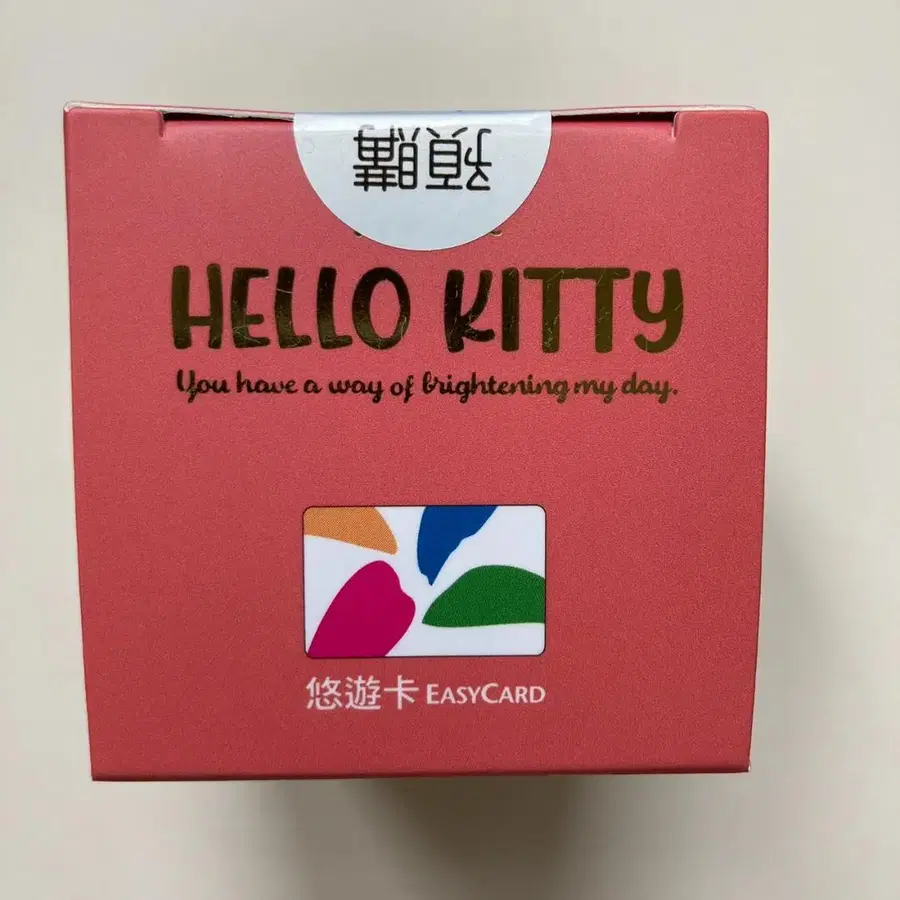 預購
HELLO KITTY
You have a way of brightening my day.
悠遊卡 EASYCARD